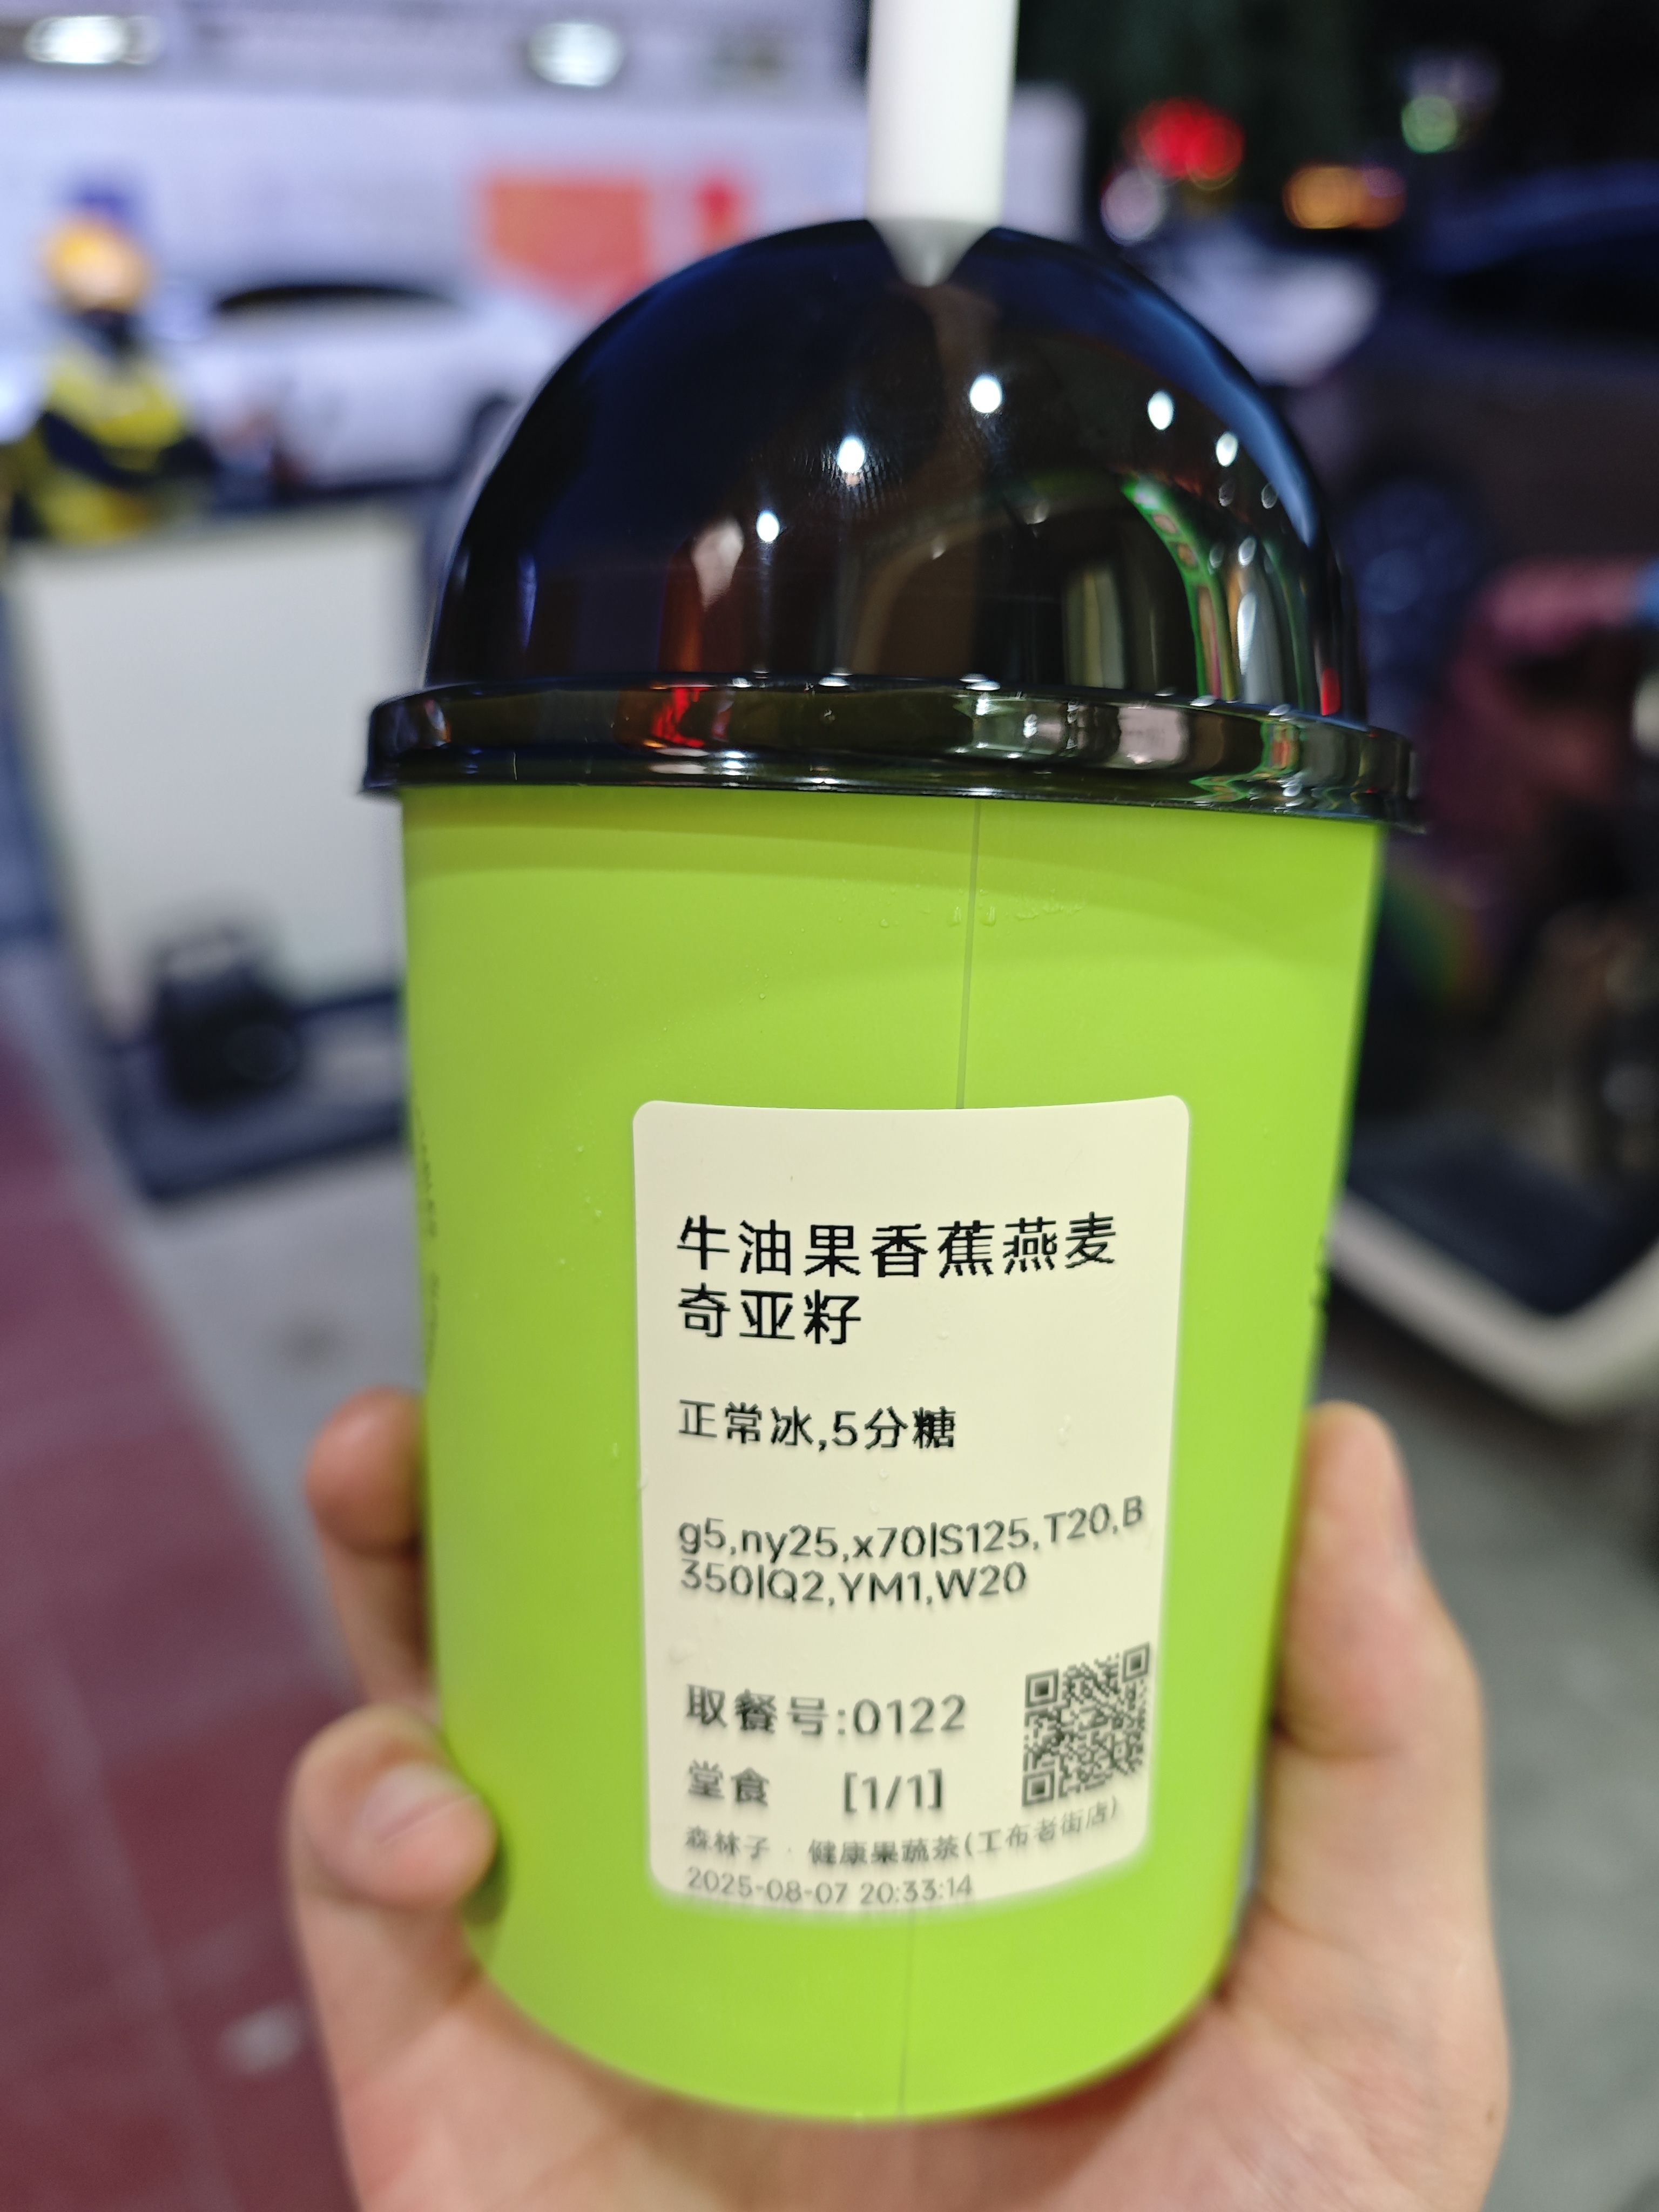 牛油果香蕉燕麦
奇亚籽
正常冰,5分糖
g5,ny25,x70|S125,T20,B
350|Q2,YM1,W20
取餐号:0122
堂食 [1/1]
森林子·健康果蔬茶(工布老街店)
2025-08-07 20:33:14